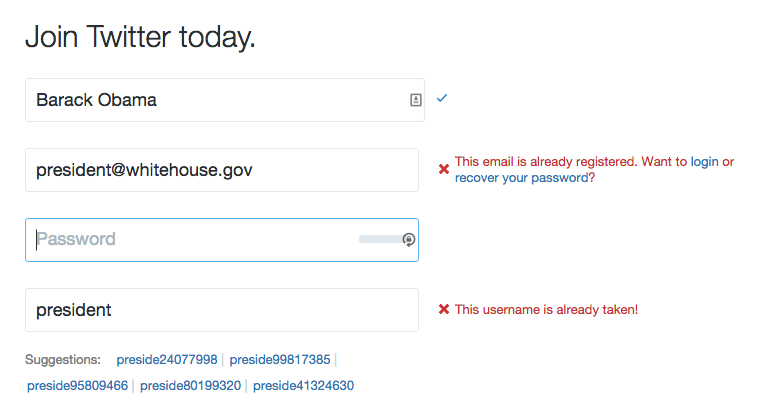 Join Twitter today.
Barack Obama
president@whitehouse.gov
This email is already registered. Want to login or
recover your password?
Password
president
This username is already taken!
Suggestions: preside24077998 | preside99817385 |
preside95809466 | preside80199320 | preside41324630